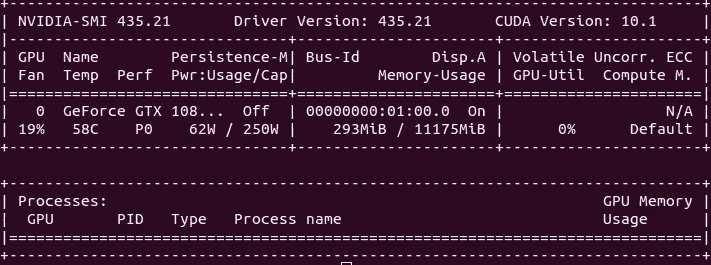 +-----------------------------------------------------------------------------+
| NVIDIA-SMI 435.21       Driver Version: 435.21       CUDA Version: 10.1     |
|-------------------------------+----------------------+----------------------+
| GPU  Name        Persistence-M| Bus-Id        Disp.A | Volatile Uncorr. ECC |
| Fan  Temp  Perf  Pwr:Usage/Cap|         Memory-Usage | GPU-Util  Compute M. |
|===============================+======================+======================|
|   0  GeForce GTX 108...  Off  | 00000000:01:00.0  On |                  N/A |
| 19%   58C    P0    62W / 250W |    293MiB / 11175MiB |      0%      Default |
+-------------------------------+----------------------+----------------------+

+-----------------------------------------------------------------------------+
| Processes:                                                       GPU Memory |
|  GPU       PID   Type   Process name                             Usage      |
|=============================================================================|
+-----------------------------------------------------------------------------+